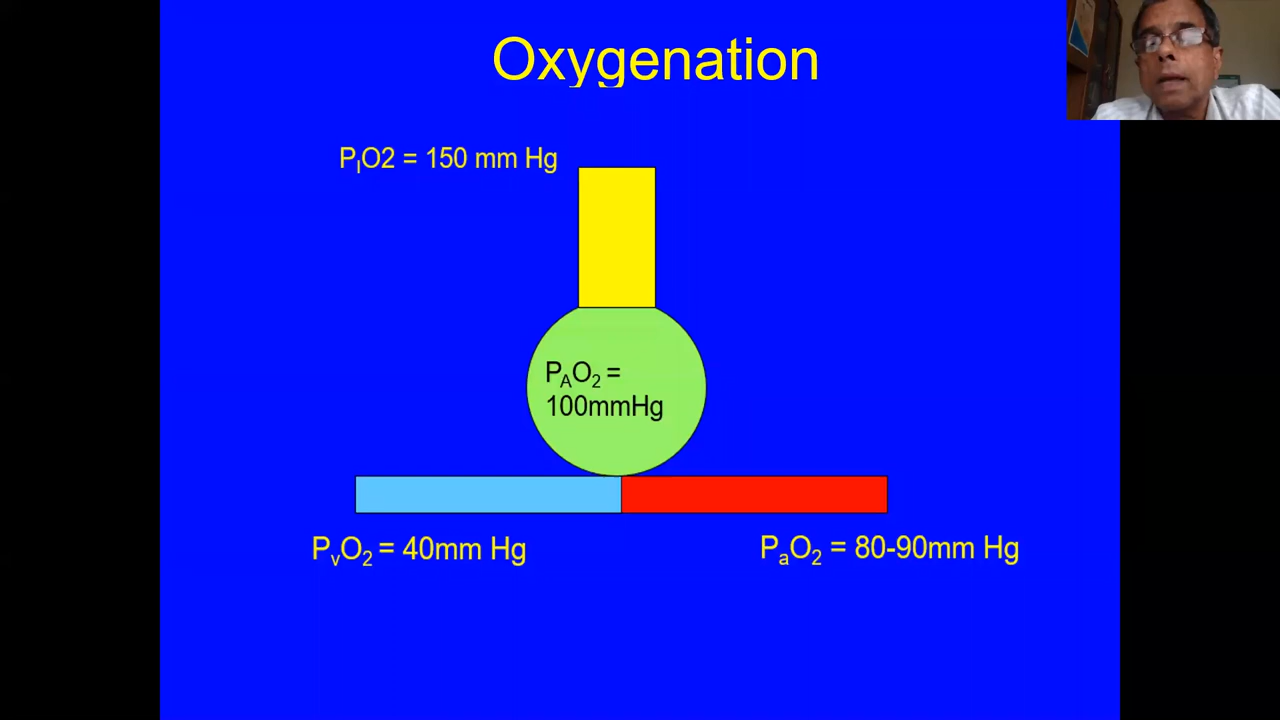 Oxygenation
PIO2 = 150 mm Hg
PAO2 =
100mmHg
PvO2 = 40mm Hg
PaO2 = 80-90mm Hg